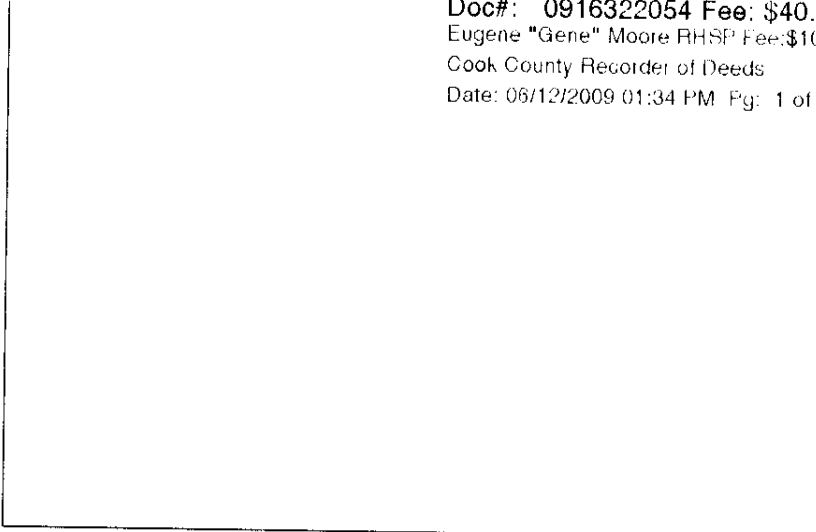 Doc#: 0916322054 Fee: $40.
Eugene "Gene" Moore RHSP Fee:$10
Cook County Recorder of Deeds
Date: 06/12/2009 01:34 PM Pg: 1 of